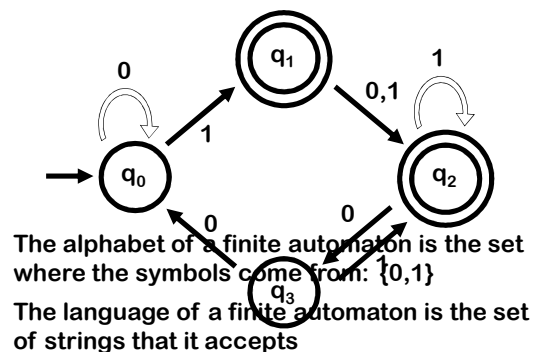 q1
1
0
0,1
1
q0
q2
0
0
The alphabet of a finite automaton is the set
where the symbols come from: {0,1}
1
q3
The language of a finite automaton is the set
of strings that it accepts